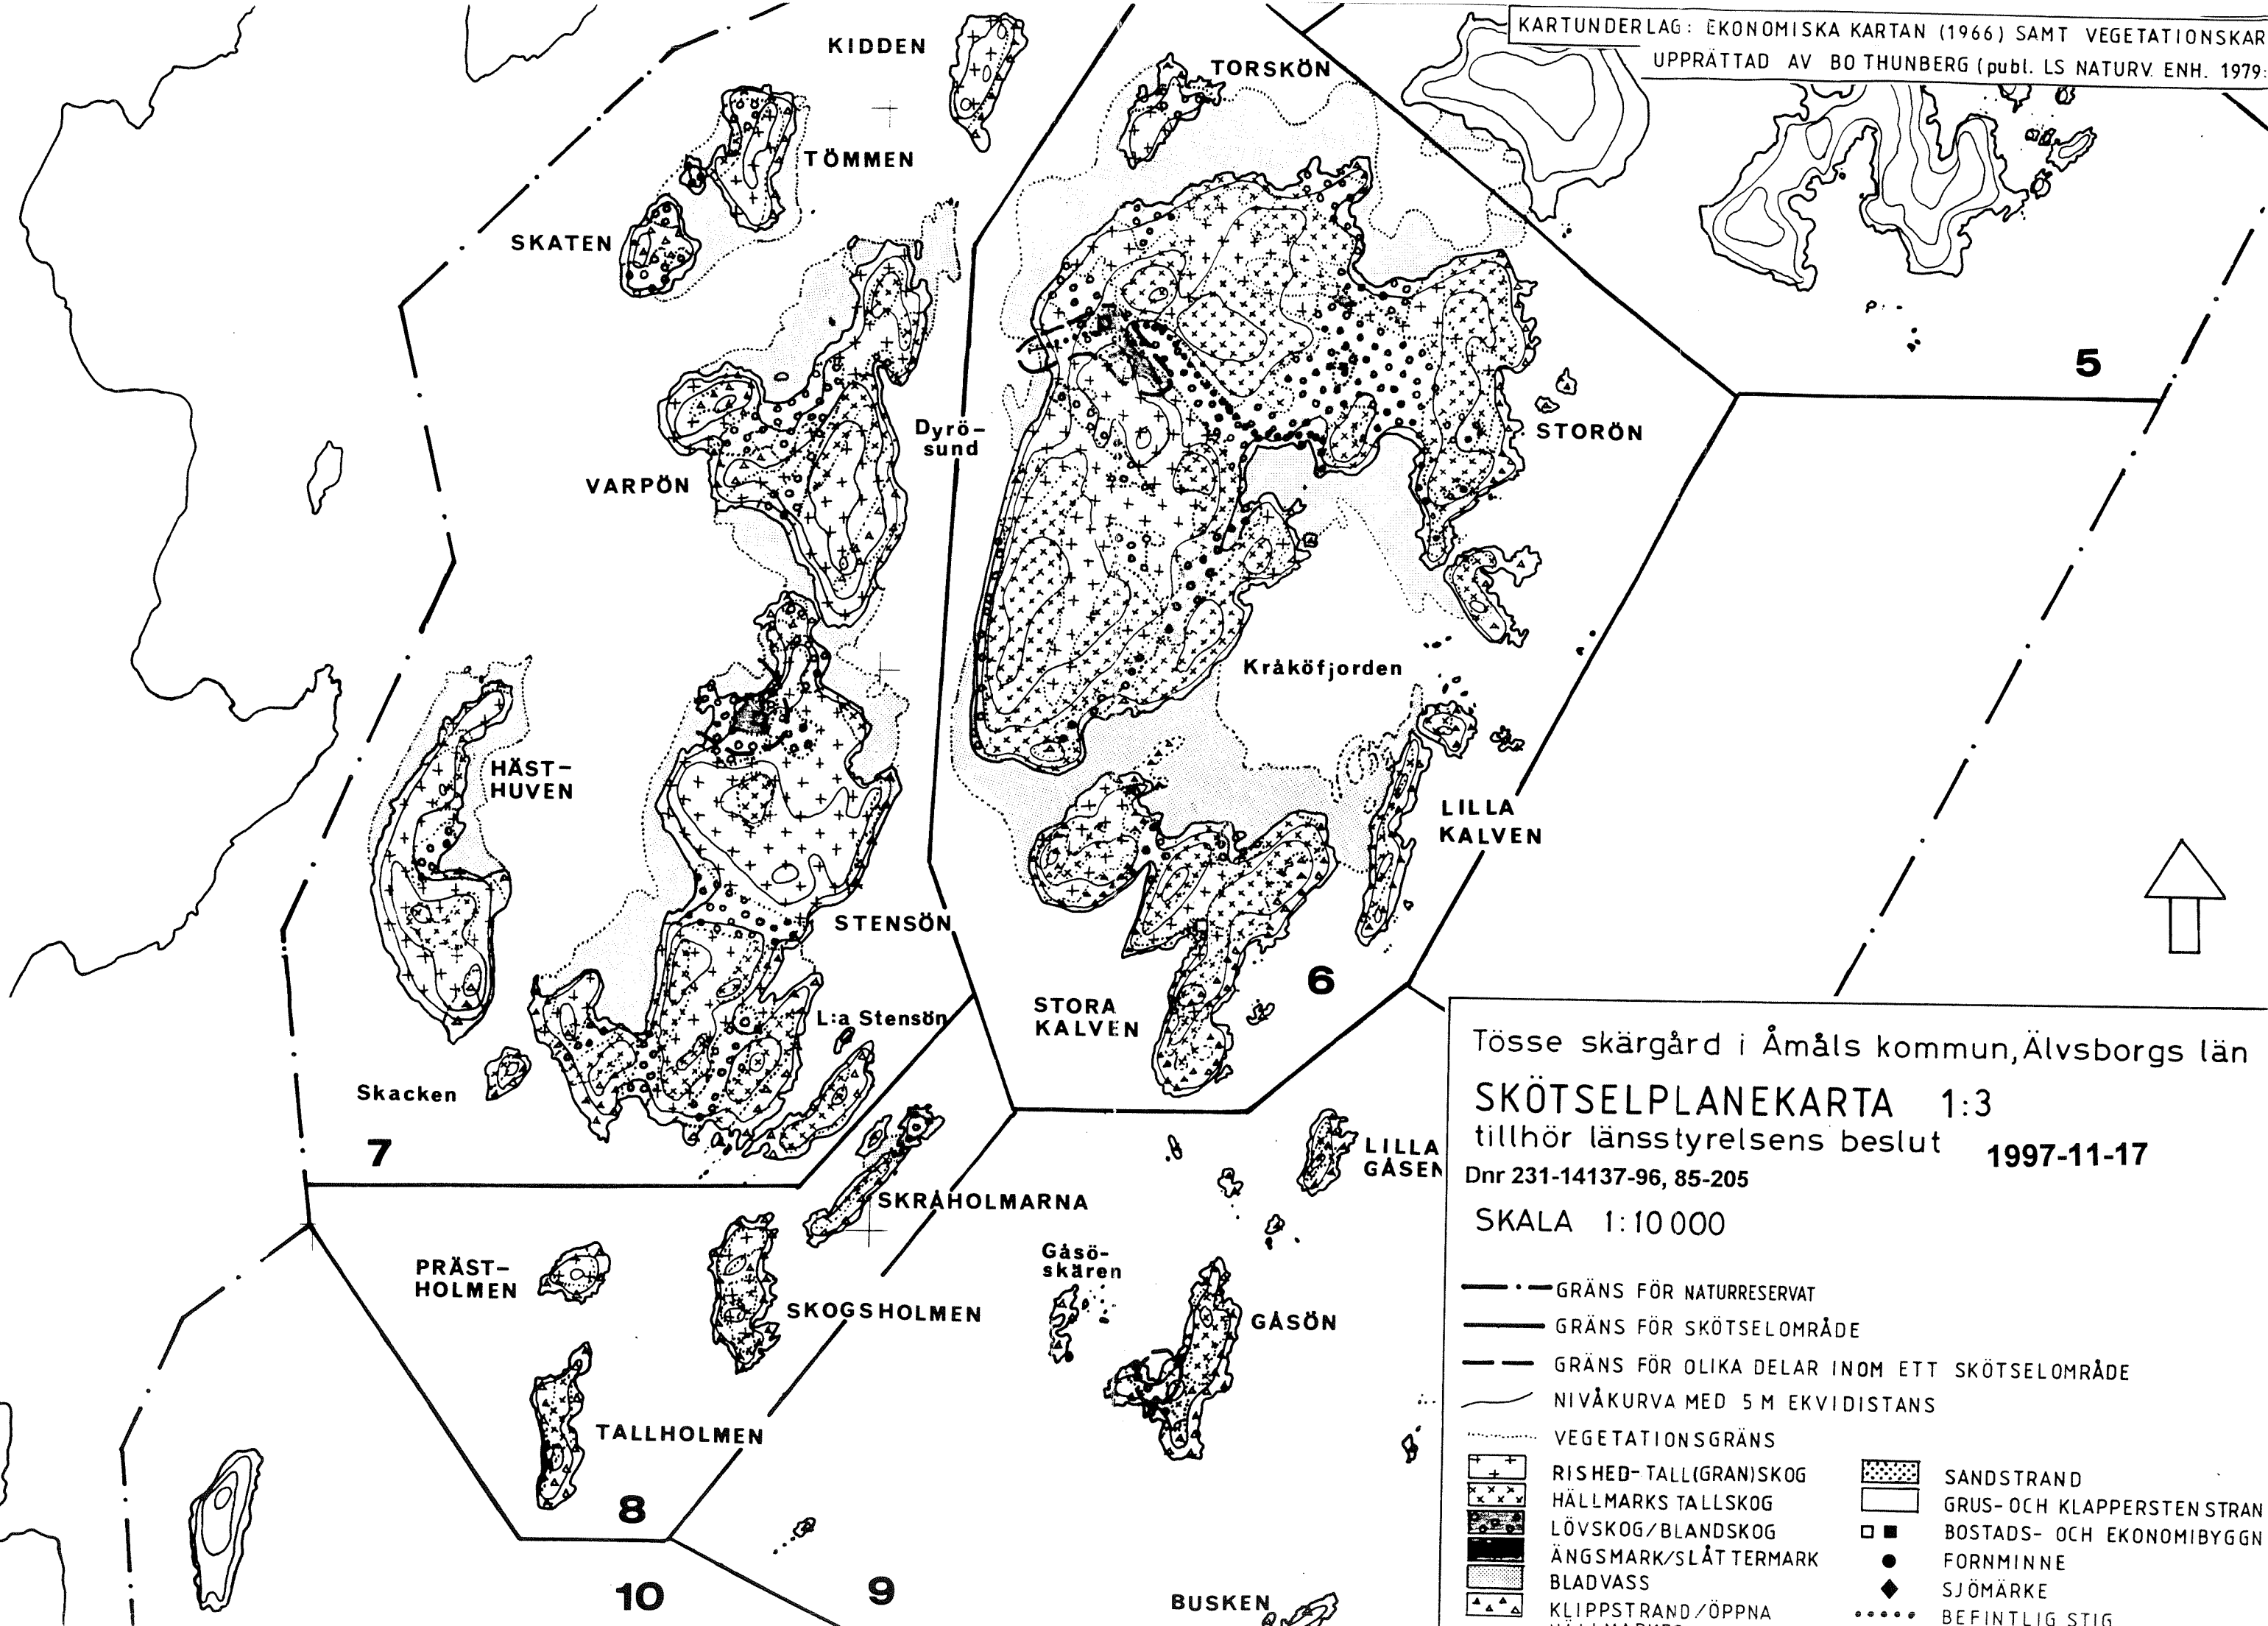 KARTUNDERLAG: EKONOMISKA KARTAN (1966) SAMT VEGETATIONSKAR
UPPRÄTTAD AV BO THUNBERG (publ. LS NATURV. ENH. 1979:
KIDDEN
TORSKÖN
TÖMMEN
SKATEN
5
Dyrö-
sund
STORÖN
VARPÖN
Kråköfjorden
HÄST-
HUVEN
LILLA
KALVEN
STENSÖN
6
STORA
KALVEN
L:a Stensön
Skacken
7
LILLA
GÅSEN
SKRÅHOLMARNA
PRÄST-
HOLMEN
Gåsö-
skären
SKOGSHOLMEN
GÅSÖN
TALLHOLMEN
8
10
9
BUSKEN
Tösse skärgård i Åmåls kommun, Älvsborgs län
SKÖTSELPLANEKARTA 1:3
tillhör länsstyrelsens beslut 1997-11-17
Dnr 231-14137-96, 85-205
SKALA 1:10 000
GRÄNS FÖR NATURRESERVAT
GRÄNS FÖR SKÖTSELOMRÅDE
GRÄNS FÖR OLIKA DELAR INOM ETT SKÖTSELOMRÅDE
NIVÅKURVA MED 5 M EKVIDISTANS
VEGETATIONSGRÄNS
RISHED-TALL(GRAN)SKOG
HÄLLMARKSTALLSKOG
LÖVSKOG/BLANDSKOG
ÄNGSMARK/SLÅTTERMARK
BLADVASS
KLIPPSTRAND/ÖPPNA
SANDSTRAND
GRUS- OCH KLAPPERSTENSTRAN
BOSTADS- OCH EKONOMIBYGGN
FORNMINNE
SJÖMÄRKE
BEFINTLIG STIG